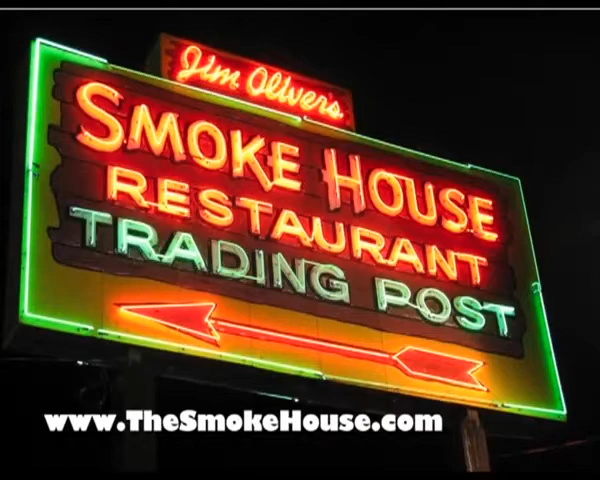 Jim Oliver's
SMOKE HOUSE
RESTAURANT
TRADING POST
www.TheSmokeHouse.com